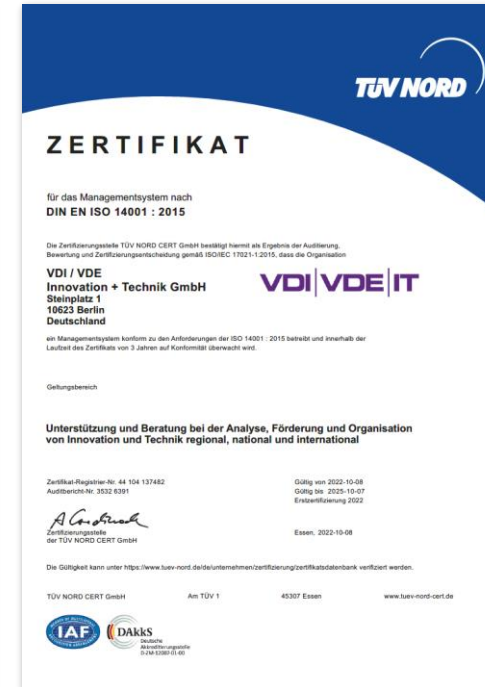 TÜV NORD
ZERTIFIKAT
für das Managementsystem nach
DIN EN ISO 14001 : 2015
Die Zertifizierungsstelle TÜV NORD CERT GmbH bestätigt hiermit als Ergebnis der Auditierung,
Bewertung und Zertifizierungsentscheidung gemäß ISO/IEC 17021-1:2015, dass die Organisation
VDI / VDE
Innovation + Technik GmbH
Steinplatz 1
10623 Berlin
Deutschland
VDI|VDE|IT
ein Managementsystem konform zu den Anforderungen der ISO 14001 : 2015 betreibt und innerhalb der
Laufzeit des Zertifikats von 3 Jahren auf Konformität überwacht wird.
Geltungsbereich
Unterstützung und Beratung bei der Analyse, Förderung und Organisation
von Innovation und Technik regional, national und international
Zertifikat-Registrier-Nr. 44 104 137482
Auditbericht-Nr. 3532 6391
Gültig von 2022-10-08
Gültig bis 2025-10-07
Erstzertifizierung 2022
Zertifizierungsstelle
der TÜV NORD CERT GmbH
Essen, 2022-10-08
Die Gültigkeit kann unter https://www.tuev-nord.de/de/unternehmen/zertifizierung/zertifikatsdatenbank verifiziert werden.
TÜV NORD CERT GmbH Am TÜV 1 45307 Essen www.tuev-nord-cert.de
IAF
DAkkS
Deutsche
Akkreditierungsstelle
D-ZM-12007-01-00